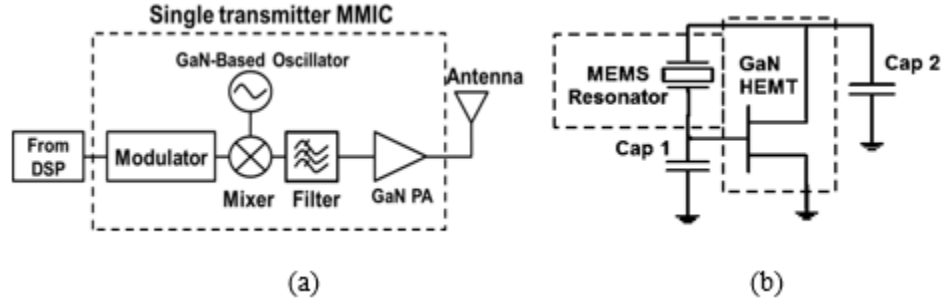 Single transmitter MMIC
GaN-Based Oscillator
Antenna
From
DSP
Modulator
Mixer
Filter
GaN PA
(a)
MEMS
Resonator
GaN
HEMT
Cap 2
Cap 1
(b)